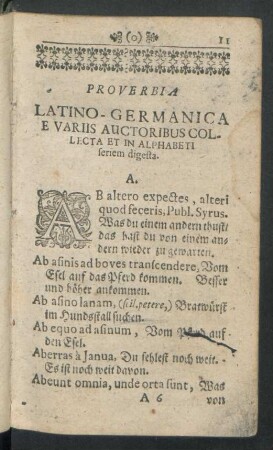 (o) 11
PROVERBIA
LATINO-GERMANICA
E VARIIS AUCTORIBUS COL-
LECTA ET IN ALPHABETI
seriem digesta.
A.
AB altero expectes, alteri
quod feceris, Publ. Syrus.
Was du einem andern thust/
das hast du von einem an-
dern wieder zu gewarten.
Ab asinis ad boves transcendere, Vom
Esel auf das Pferd kommen. Besser
und höher ankommen.
Ab asino lanam, (scil. petere,) Bratwürst
im Hundsstall suchen.
Ab equo ad asinum, Vom Pferd auf
den Esel.
Aberras à Janua. Du fehlest noch weit.
Es ist noch weit davon.
Abeunt omnia, unde orta sunt, Was
A 6 von